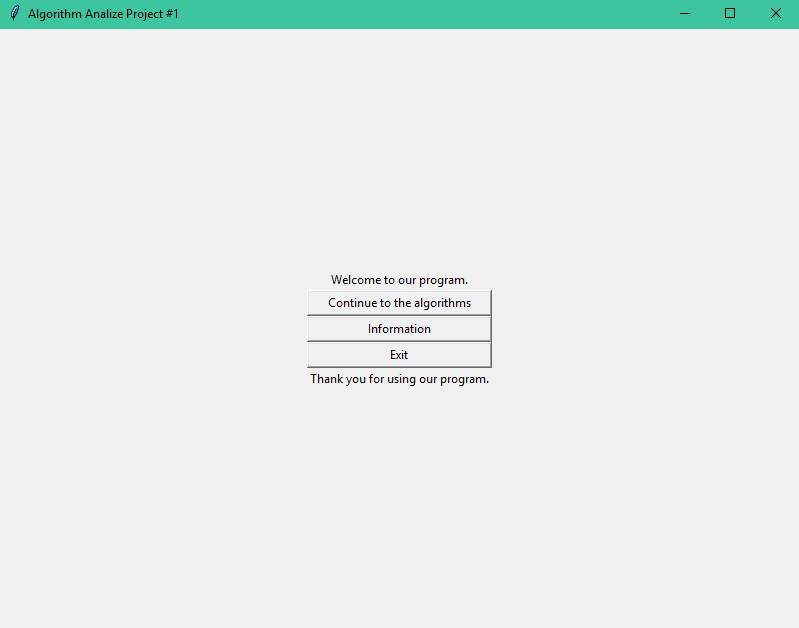 Algorithm Analize Project #1
Welcome to our program.
Continue to the algorithms
Information
Exit
Thank you for using our program.